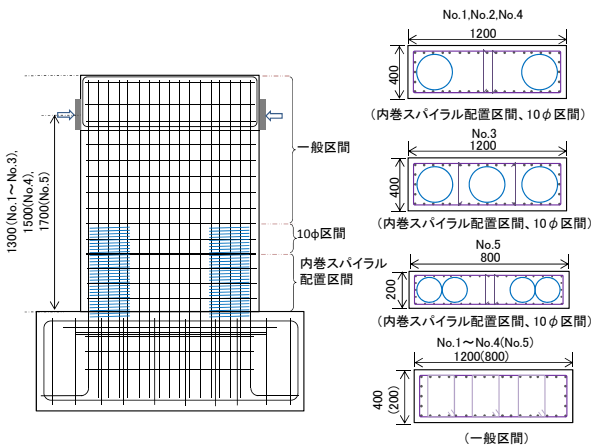 1300(No.1～No.3),
1500(No.4),
1700(No.5)
一般区間
10φ区間
内巻スパイラル
配置区間
No.1,No.2,No.4
1200
400
(内巻スパイラル配置区間、10φ区間)
No.3
1200
400
(内巻スパイラル配置区間、10φ区間)
No.5
800
200
(内巻スパイラル配置区間、10φ区間)
No.1～No.4(No.5)
1200(800)
400
(200)
(一般区間)